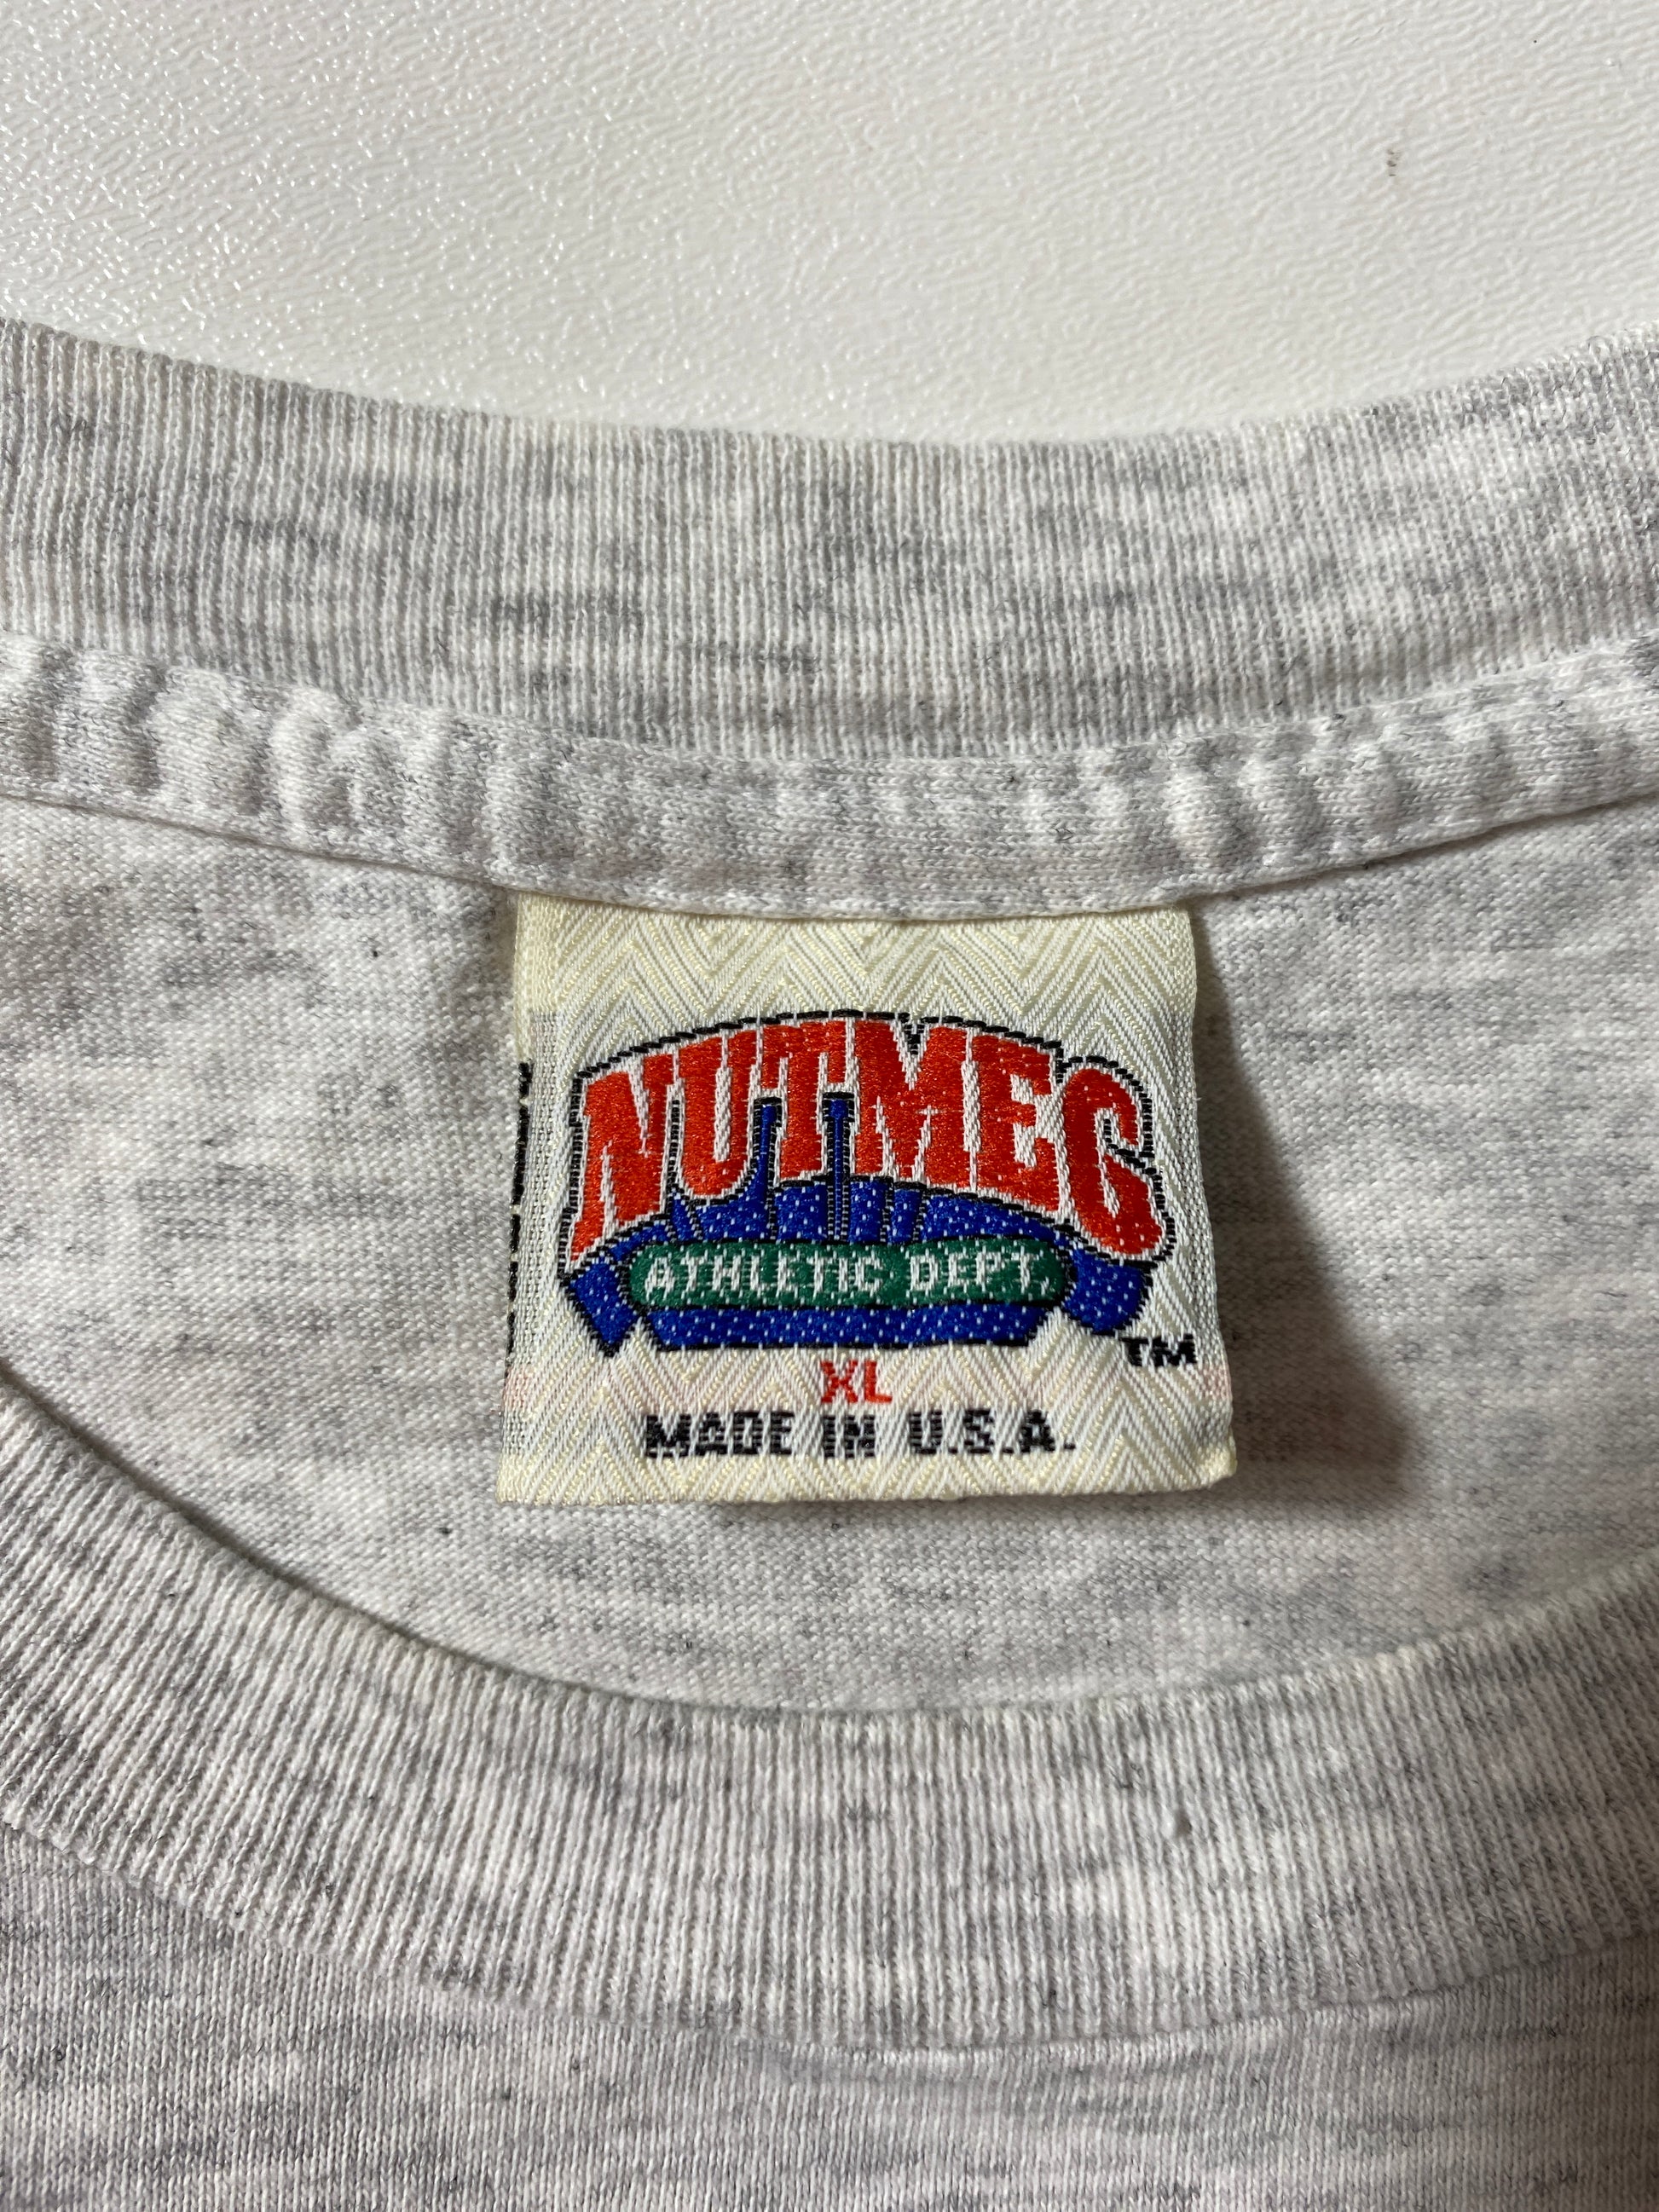 NUTMEG
ATHLETIC DEPT.
TM
XL
MADE IN U.S.A.